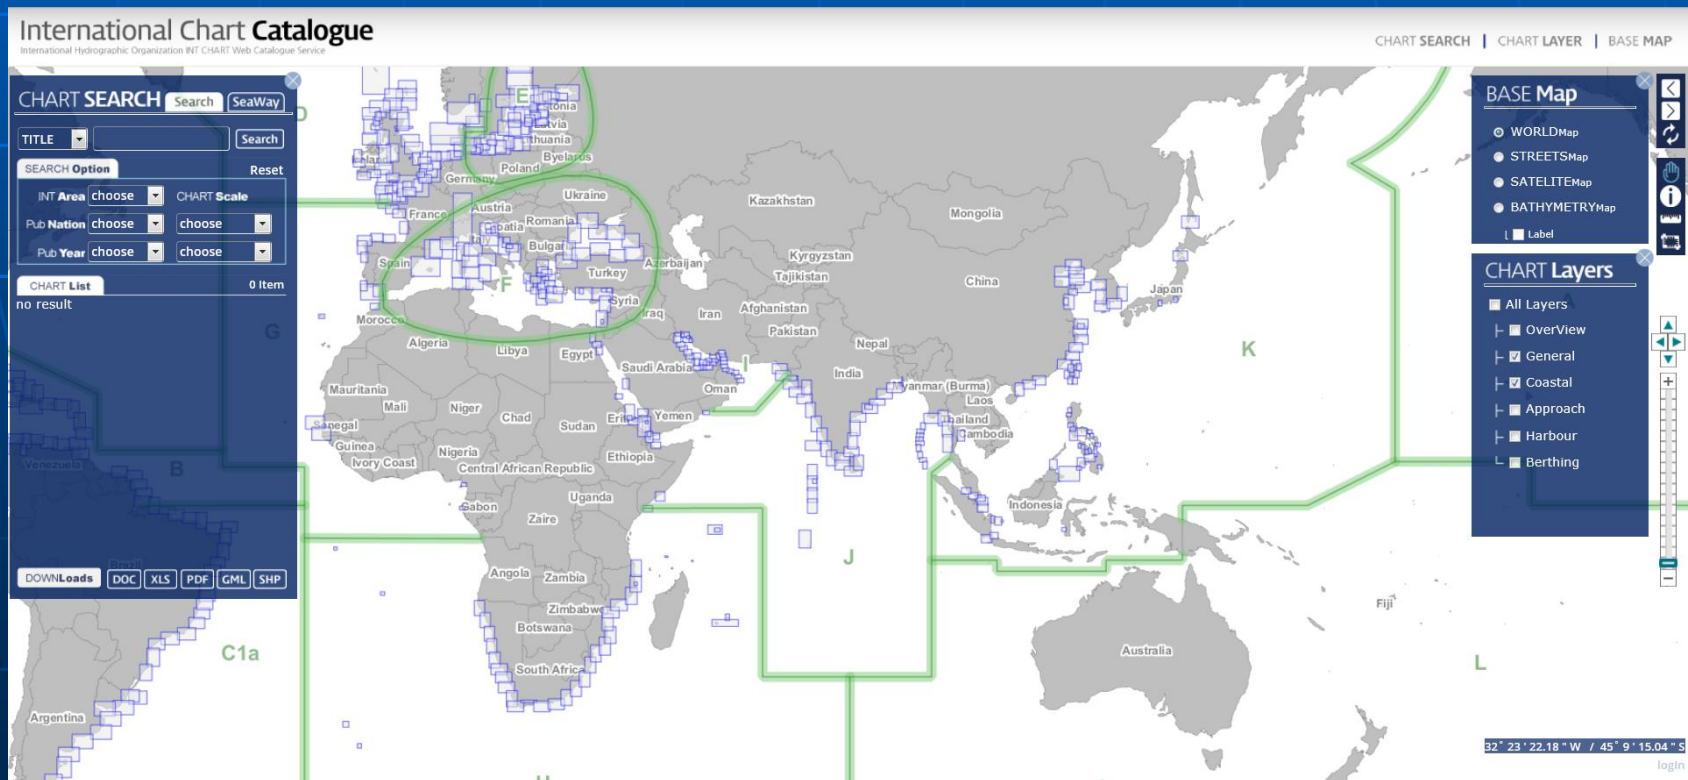 International Chart Catalogue
International Hydrographic Organization INT CHART Web Catalogue Service
CHART SEARCH | CHART LAYER | BASE MAP
CHART SEARCH Search SeaWay
TITLE Search
SEARCH Option Reset
INT Area choose CHART Scale
Pub Nation choose choose
Pub Year choose choose
CHART List 0 Item
no result
DOWNLoads DOC XLS PDF GML SHP
BASE Map
WORLDMap
STREETSMap
SATELITEMap
BATHYMETRYMap
Label
CHART Layers
All Layers
OverView
General
Coastal
Approach
Harbour
Berthing
E
D
Byelarus
Poland
Germany
Ukraine
Kazakhstan
Mongolia
Austria
France
Romania
Kyrgyzstan
Spain
Turkey
Azerbaijan
Tajikistan
China
Japan
F
Syria
Iraq
Iran
Afghanistan
Morocco
Pakistan
G
Algeria
Libya
Egypt
Nepal
K
Saudi Arabia
I
India
Mauritania
Oman
Myanmar (Burma)
Laos
Mali
Niger
Chad
Sudan
Yemen
Senegal
Thailand
Cambodia
Guinea
Nigeria
Ivory Coast
Ethiopia
Central African Republic
Venezuela
B
Uganda
Gabon
Zaire
Indonesia
J
Brazil
Angola
Zambia
Zimbabwe
Fiji
Botswana
C1a
South Africa
Australia
L
Argentina
32° 23 ' 22.18 " W / 45° 9 ' 15.04 " S
login